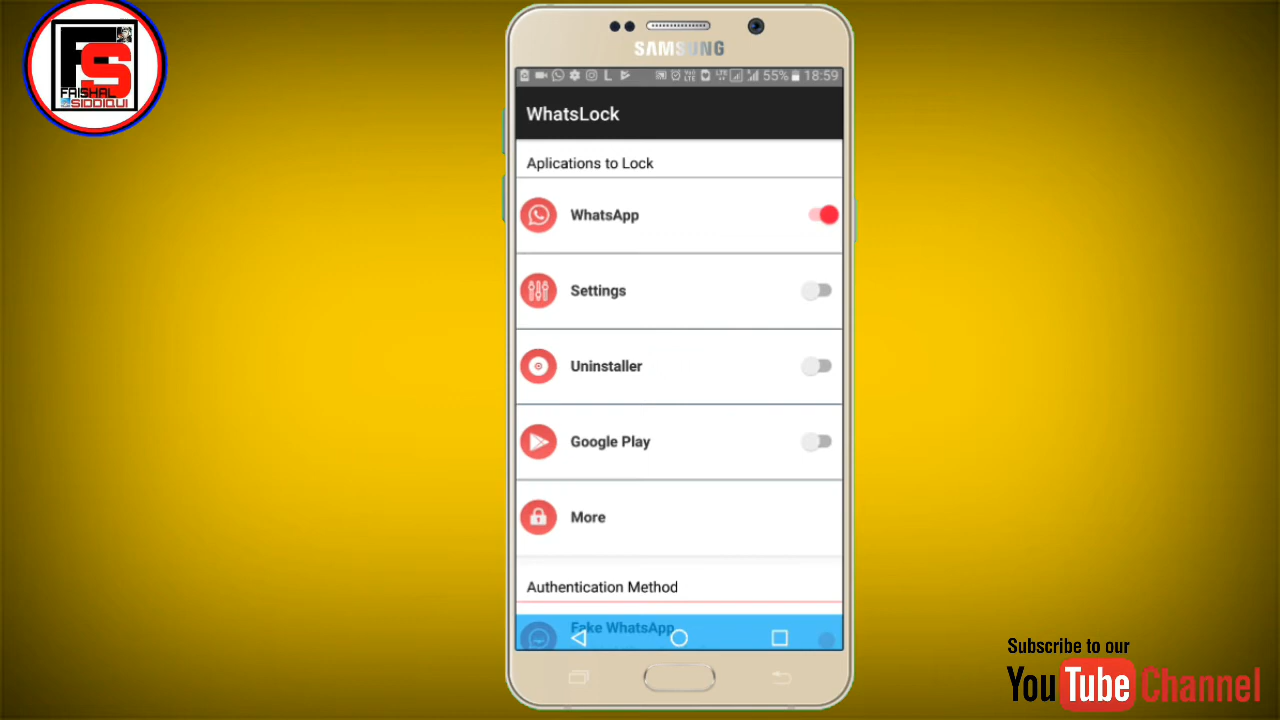 FS
FAISHAL
SIDDIQUI
SAMSUNG
55% 18:59
WhatsLock
Aplications to Lock
WhatsApp
Settings
Uninstaller
Google Play
More
Authentication Method
Fake WhatsApp
Subscribe to our
YouTube Channel